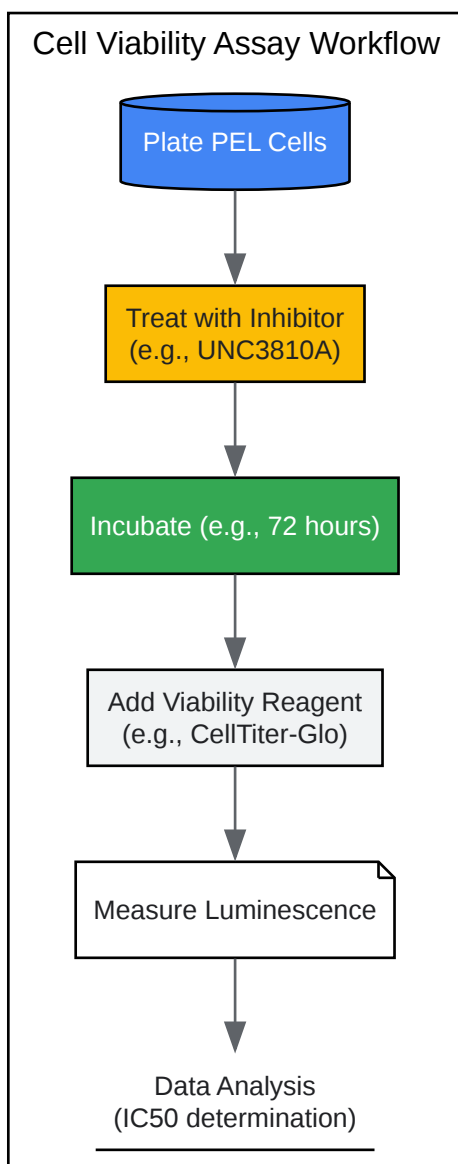 Cell Viability Assay Workflow
Plate PEL Cells
Treat with Inhibitor
(e.g., UNC3810A)
Incubate (e.g., 72 hours)
Add Viability Reagent
(e.g., CellTiter-Glo)
Measure Luminescence
Data Analysis
(IC50 determination)